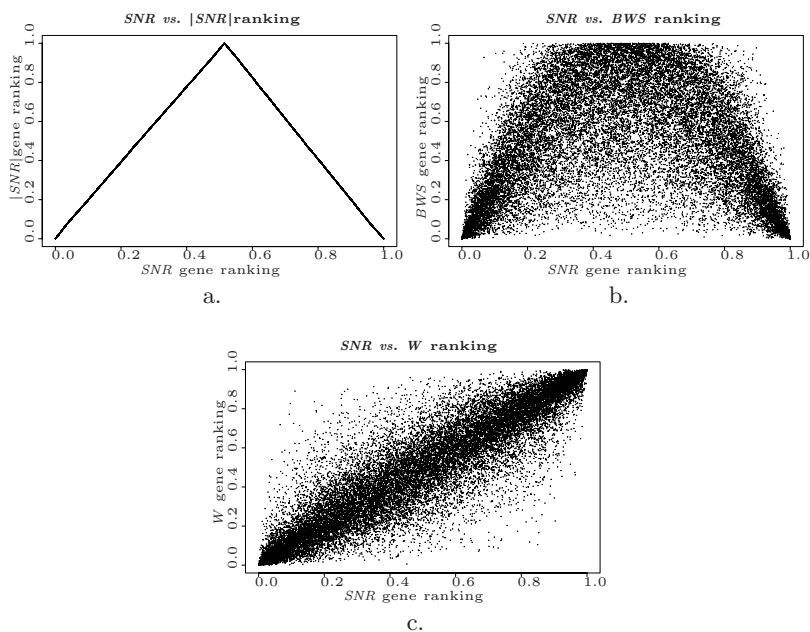 SNR vs. |SNR|ranking
|SNR|gene ranking
0.0 0.2 0.4 0.6 0.8 1.0
0.0 0.2 0.4 0.6 0.8 1.0
SNR gene ranking
a.
SNR vs. BWS ranking
BWS gene ranking
0.0 0.2 0.4 0.6 0.8 1.0
0.0 0.2 0.4 0.6 0.8 1.0
SNR gene ranking
b.
SNR vs. W ranking
W gene ranking
0.0 0.2 0.4 0.6 0.8 1.0
0.0 0.2 0.4 0.6 0.8 1.0
SNR gene ranking
c.